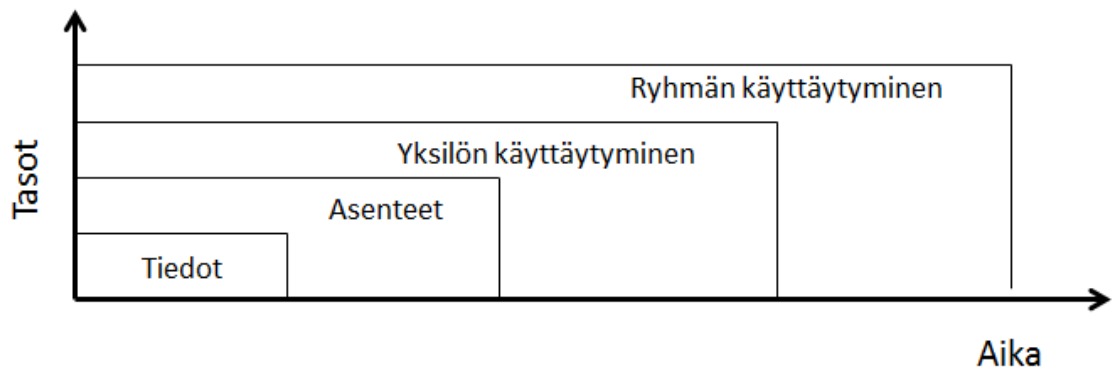 Ryhmän käyttäytyminen
Yksilön käyttäytyminen
Asenteet
Tiedot
Tasot
Aika